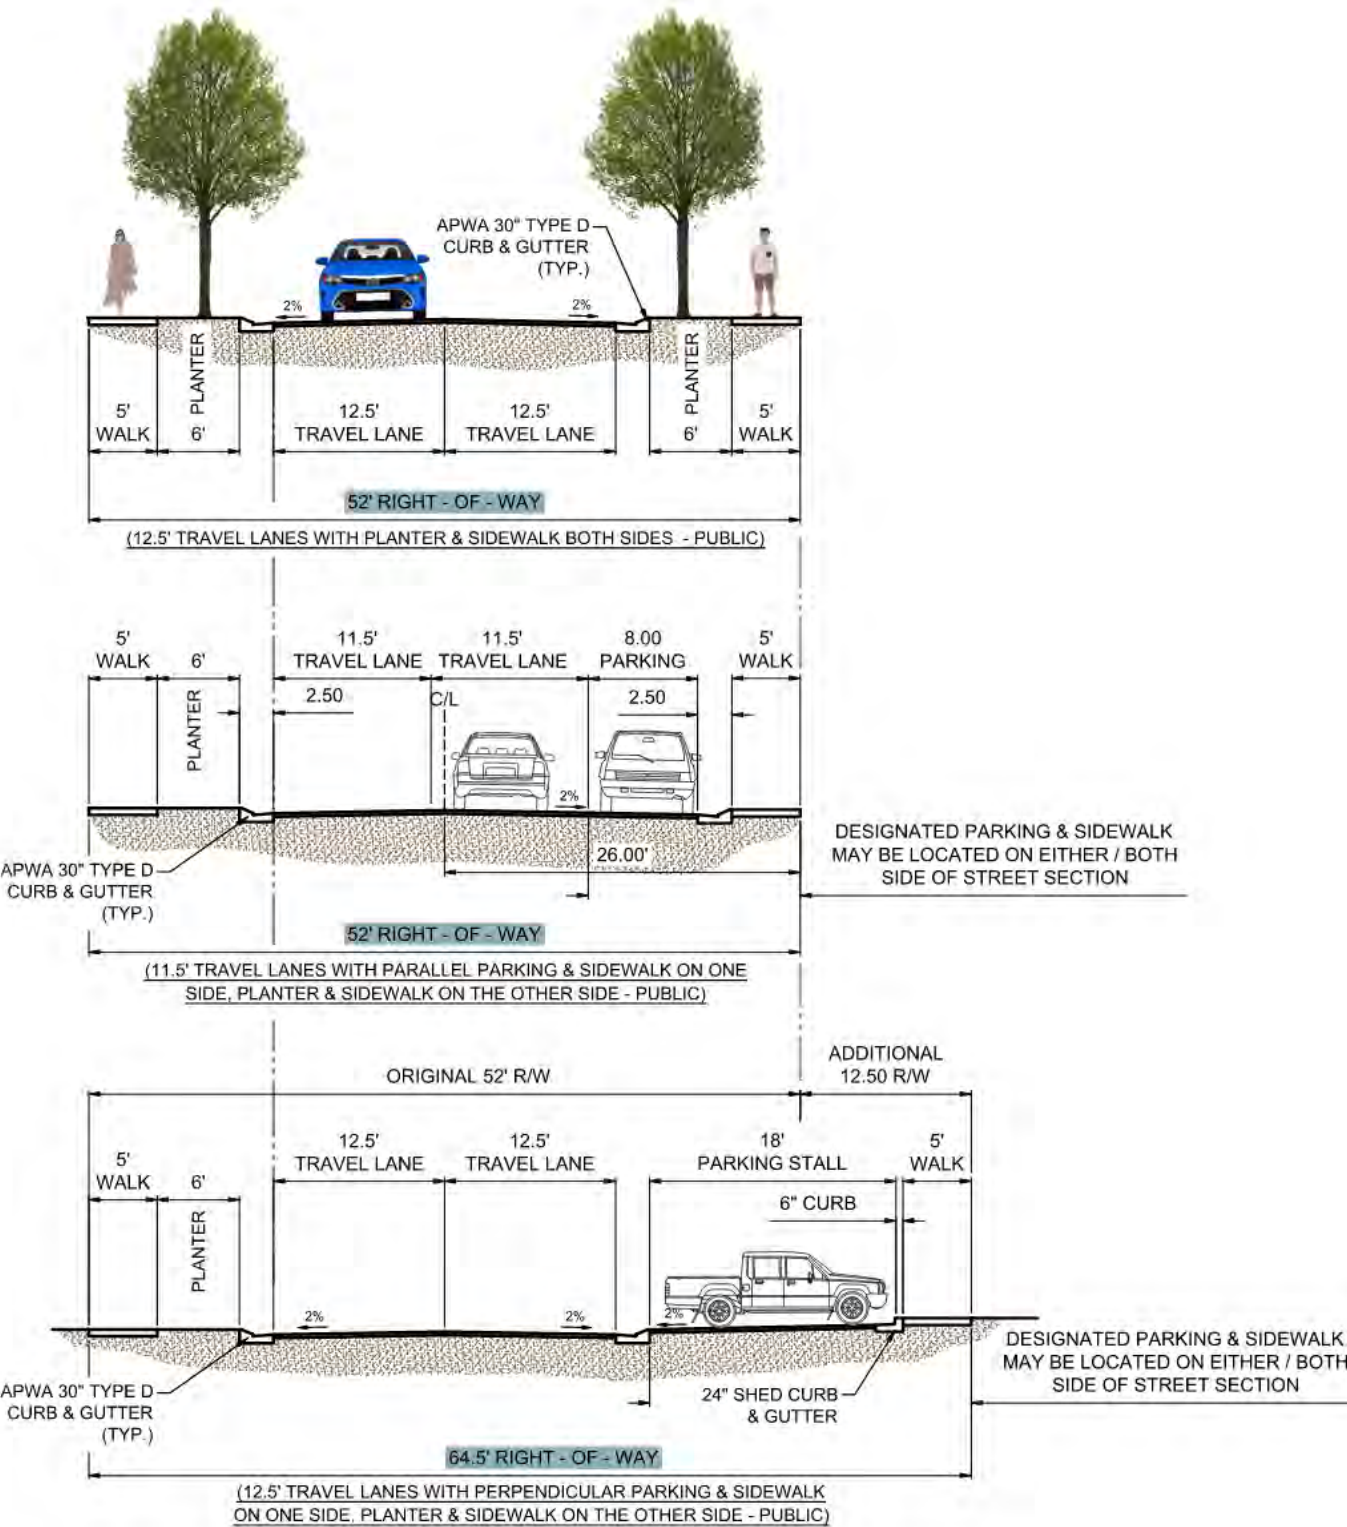 APWA 30" TYPE D
CURB & GUTTER
(TYP.)
2%
2%
PLANTER
PLANTER
5'
WALK
6'
12.5'
TRAVEL LANE
12.5'
TRAVEL LANE
6'
5'
WALK
52' RIGHT - OF - WAY
(12.5' TRAVEL LANES WITH PLANTER & SIDEWALK BOTH SIDES - PUBLIC)
5'
WALK
6'
11.5'
TRAVEL LANE
11.5'
TRAVEL LANE
8.00
PARKING
5'
WALK
PLANTER
2.50
C/L
2.50
2%
26.00'
DESIGNATED PARKING & SIDEWALK
MAY BE LOCATED ON EITHER / BOTH
SIDE OF STREET SECTION
APWA 30" TYPE D
CURB & GUTTER
(TYP.)
52' RIGHT - OF - WAY
(11.5' TRAVEL LANES WITH PARALLEL PARKING & SIDEWALK ON ONE
SIDE, PLANTER & SIDEWALK ON THE OTHER SIDE - PUBLIC)
ORIGINAL 52' R/W
ADDITIONAL
12.50 R/W
5'
WALK
6'
12.5'
TRAVEL LANE
12.5'
TRAVEL LANE
18'
PARKING STALL
5'
WALK
6" CURB
PLANTER
2%
2%
2%
DESIGNATED PARKING & SIDEWALK
MAY BE LOCATED ON EITHER / BOTH
SIDE OF STREET SECTION
APWA 30" TYPE D
CURB & GUTTER
(TYP.)
24" SHED CURB
& GUTTER
64.5' RIGHT - OF - WAY
(12.5' TRAVEL LANES WITH PERPENDICULAR PARKING & SIDEWALK
ON ONE SIDE, PLANTER & SIDEWALK ON THE OTHER SIDE - PUBLIC)